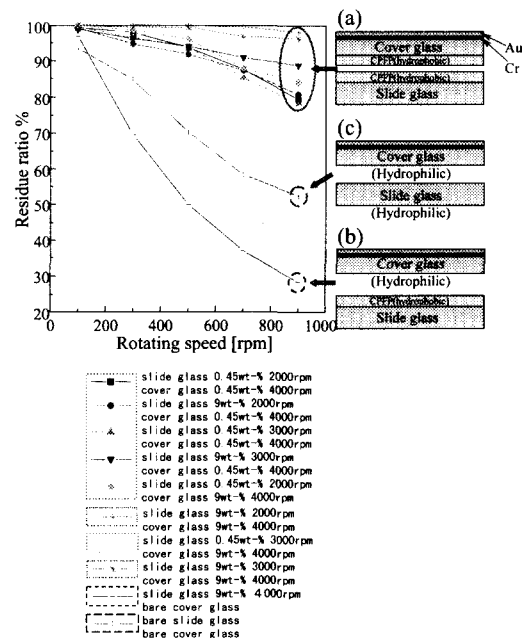 Residue ratio %
100
90
80
70
60
50
40
30
20
0
200
400
600
800
1000
Rotating speed [rpm]
(a)
Au
Cover glass
CPFP(hydrophobic)
Cr
CPFP(hydrophobic)
Slide glass
(c)
Cover glass
(Hydrophilic)
Slide glass
(Hydrophilic)
(b)
Cover glass
(Hydrophilic)
CPFP(hydrophobic)
Slide glass
slide glass 0.45wt-% 2000rpm
cover glass 0.45wt-% 4000rpm
slide glass 9wt-% 2000rpm
cover glass 0.45wt-% 4000rpm
slide glass 0.45wt-% 3000rpm
cover glass 0.45wt-% 4000rpm
slide glass 9wt-% 3000rpm
cover glass 0.45wt-% 4000rpm
slide glass 0.45wt-% 2000rpm
cover glass 9wt-% 4000rpm
slide glass 9wt-% 2000rpm
cover glass 9wt-% 4000rpm
slide glass 0.45wt-% 3000rpm
cover glass 9wt-% 4000rpm
slide glass 9wt-% 3000rpm
cover glass 9wt-% 4000rpm
slide glass 9wt-% 4000rpm
bare cover glass
bare slide glass
bare cover glass